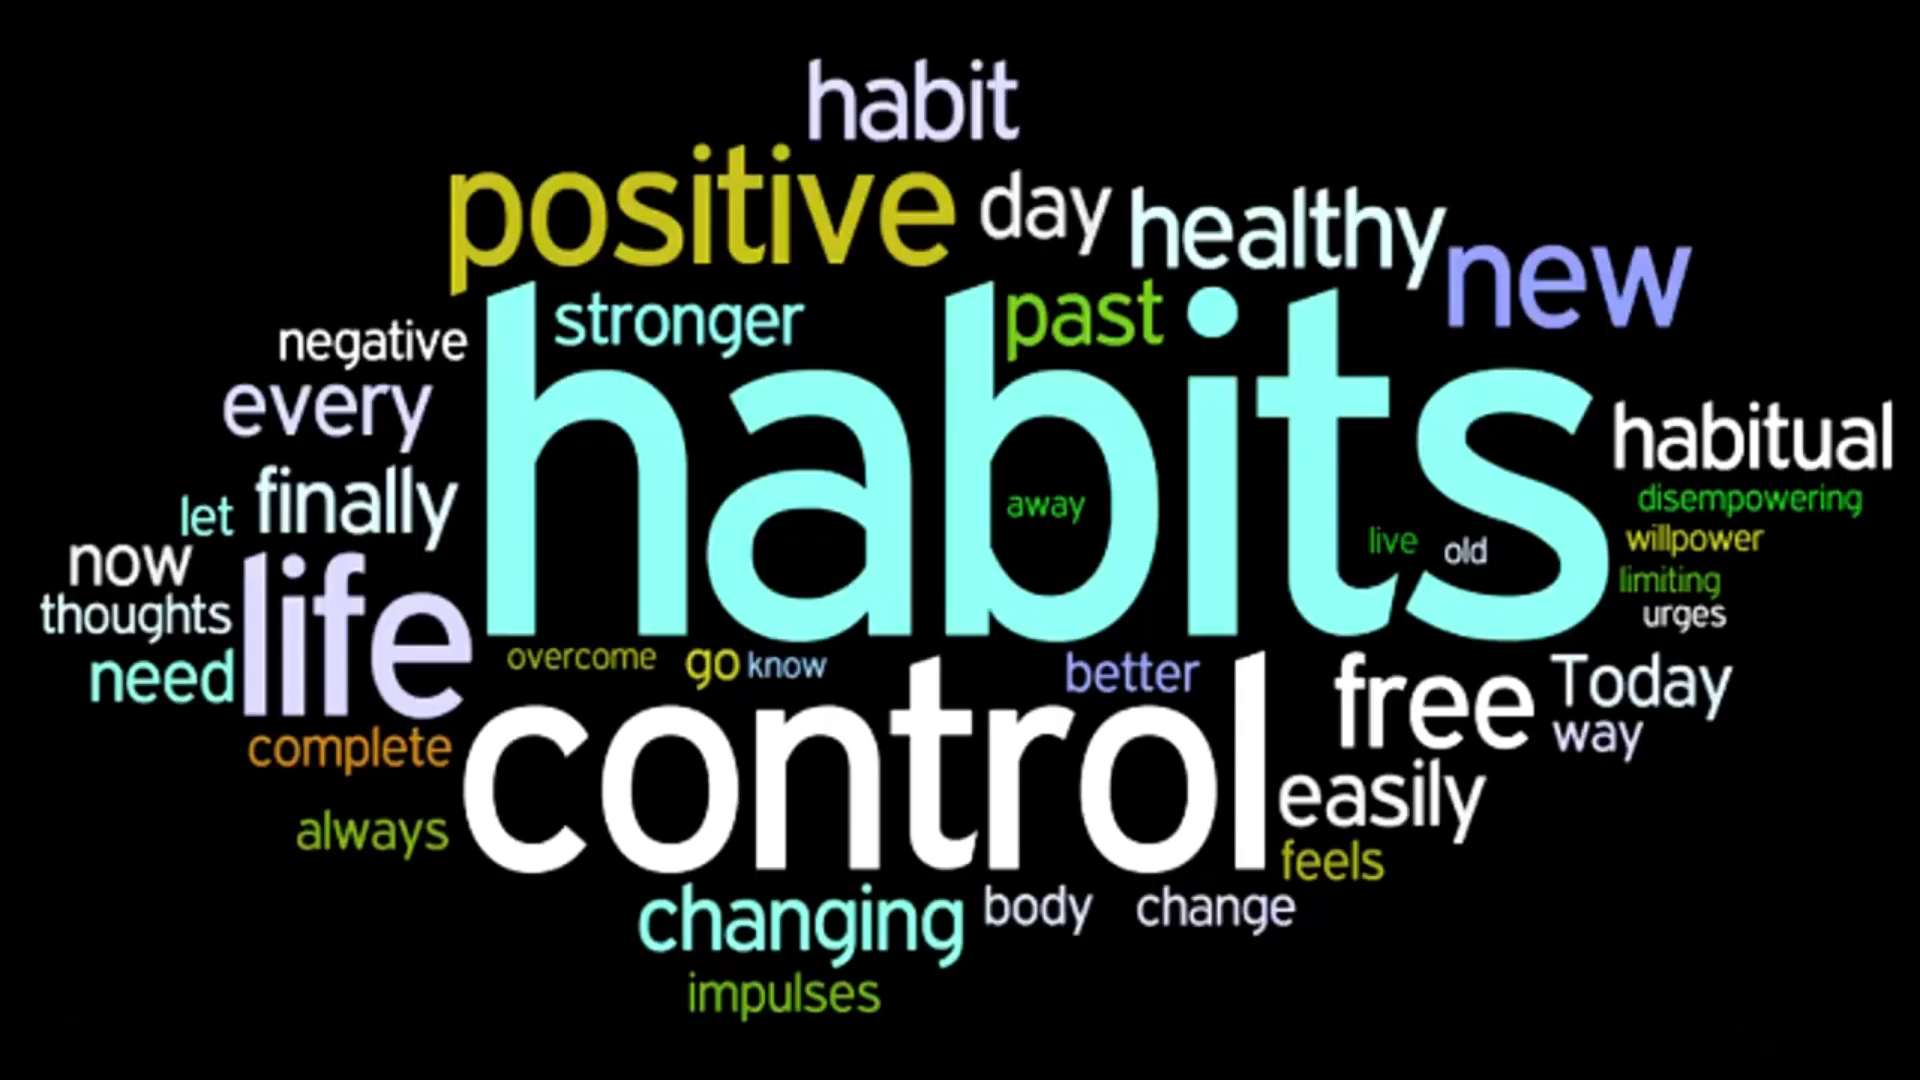 habit
positive day healthy new
stronger past
negative
every
habits
habitual
let finally
away
disempowering
live old
willpower
now
limiting
thoughts
life
urges
need
overcome go know better
free Today
way
complete
control
easily
always
feels
changing body change
impulses